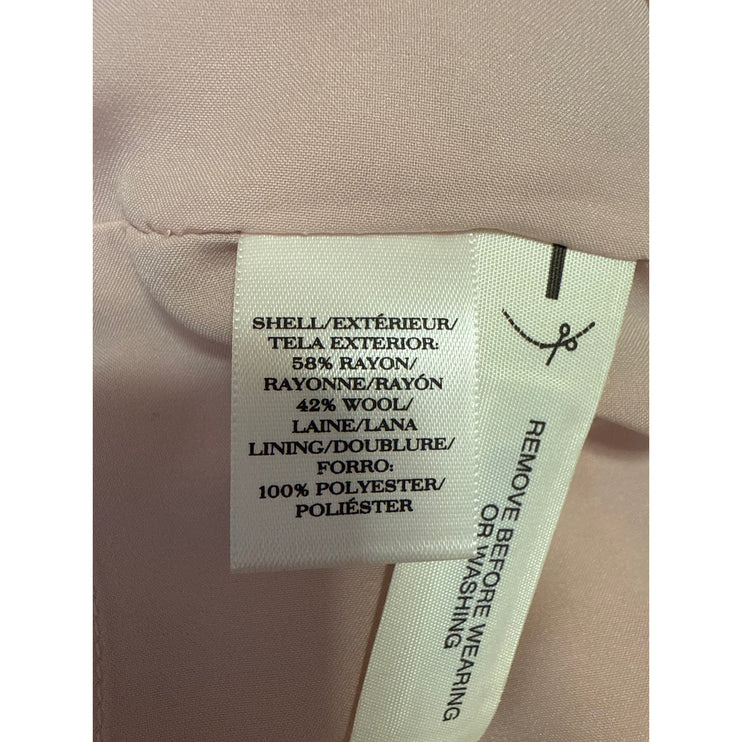 SHELL/EXTÉRIEUR/
TELA EXTERIOR:
58% RAYON/
RAYONNE/RAYÓN
42% WOOL/
LAINE/LANA
LINING/DOUBLURE/
FORRO:
100% POLYESTER/
POLIÉSTER
REMOVE BEFORE WEARING
OR WASHING